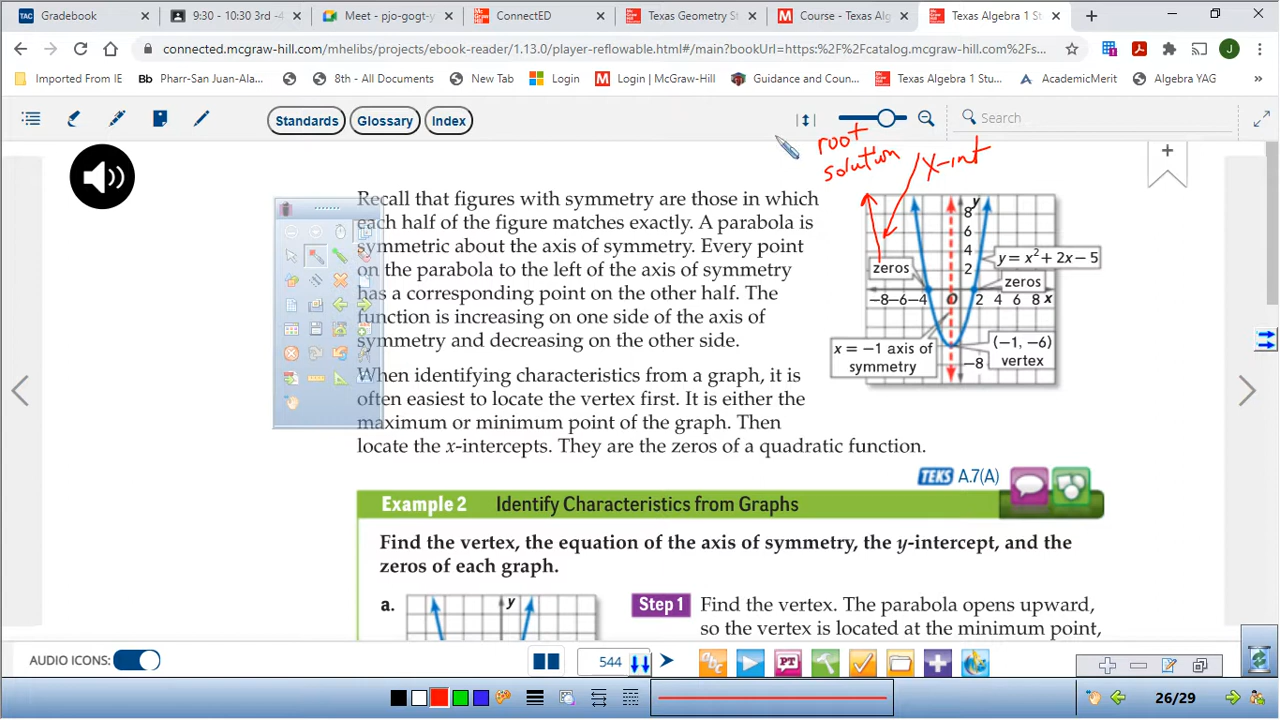 Gradebook
9:30 - 10:30 3rd -4
Meet - pjo-gogt-y
ConnectED
Texas Geometry St
Course - Texas Alg
Texas Algebra 1 St
connected.mcgraw-hill.com/mhelibs/projects/ebook-reader/1.13.0/player-reflowable.html#/main?bookUrl=https:%2F%2Fcatalog.mcgraw-hill.com%2Fs...
Imported From IE
Pharr-San Juan-Ala...
8th - All Documents
New Tab
Login
Login | McGraw-Hill
Guidance and Coun...
Texas Algebra 1 Stu...
AcademicMerit
Algebra YAG
Standards
Glossary
Index
Search
root
solution
X-int
Recall that figures with symmetry are those in which
each half of the figure matches exactly. A parabola is
symmetric about the axis of symmetry. Every point
on the parabola to the left of the axis of symmetry
has a corresponding point on the other half. The
function is increasing on one side of the axis of
symmetry and decreasing on the other side.
y
8
6
4
2
zeros
y = x² + 2x − 5
zeros
−8 −6 −4 O 2 4 6 8 x
x = −1 axis of
symmetry
(−1, −6)
vertex
−8
When identifying characteristics from a graph, it is
often easiest to locate the vertex first. It is either the
maximum or minimum point of the graph. Then
locate the x-intercepts. They are the zeros of a quadratic function.
TEKS A.7(A)
Example 2 Identify Characteristics from Graphs
Find the vertex, the equation of the axis of symmetry, the y-intercept, and the
zeros of each graph.
a.
y
Step 1 Find the vertex. The parabola opens upward,
so the vertex is located at the minimum point,
AUDIO ICONS:
544
abc
PT
26/29